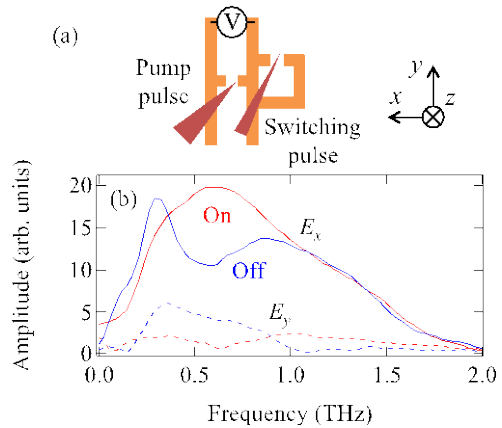 (a)
V
Pump
pulse
Switching
pulse
y
x
z
(b)
On
Off
Eₓ
E_y
20
15
10
5
0
Amplitude (arb. units)
0.0 0.5 1.0 1.5 2.0
Frequency (THz)